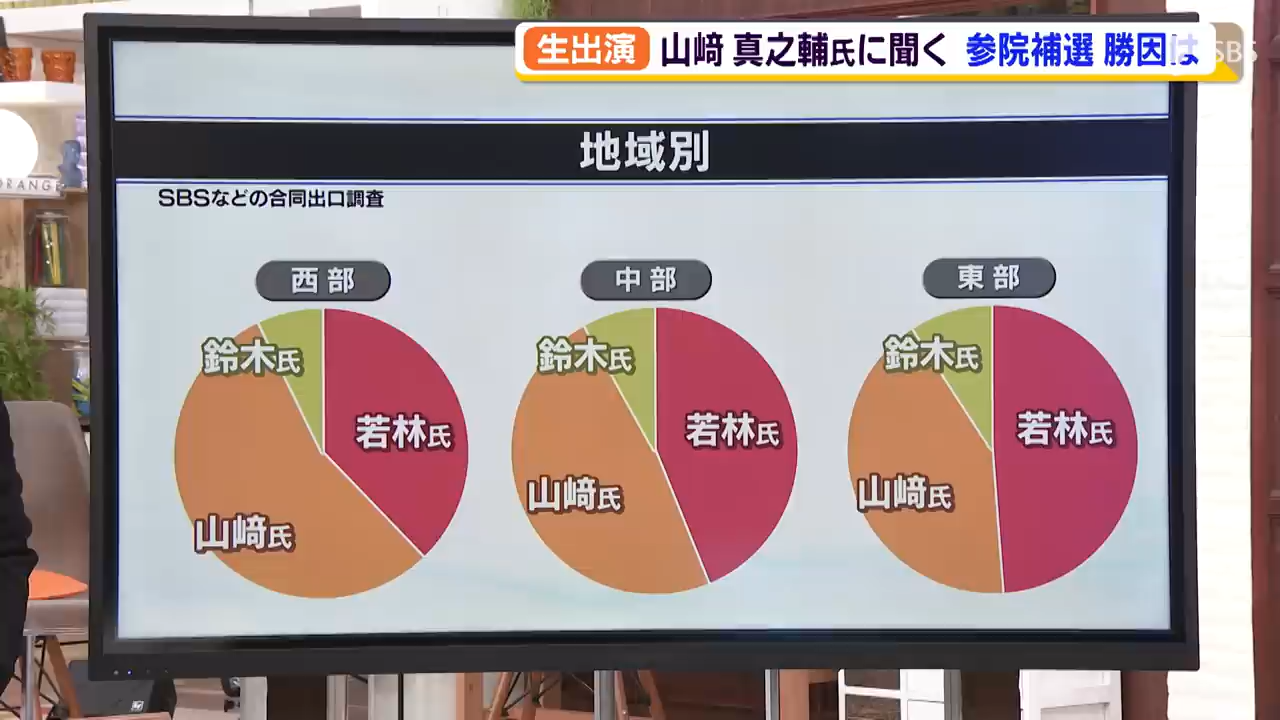 生出演 山﨑 真之輔氏に聞く 参院補選 勝因は
SBS
地域別
SBSなどの合同出口調査
西部
中部
東部
鈴木氏
若林氏
山﨑氏
鈴木氏
若林氏
山﨑氏
鈴木氏
若林氏
山﨑氏
ORANGE